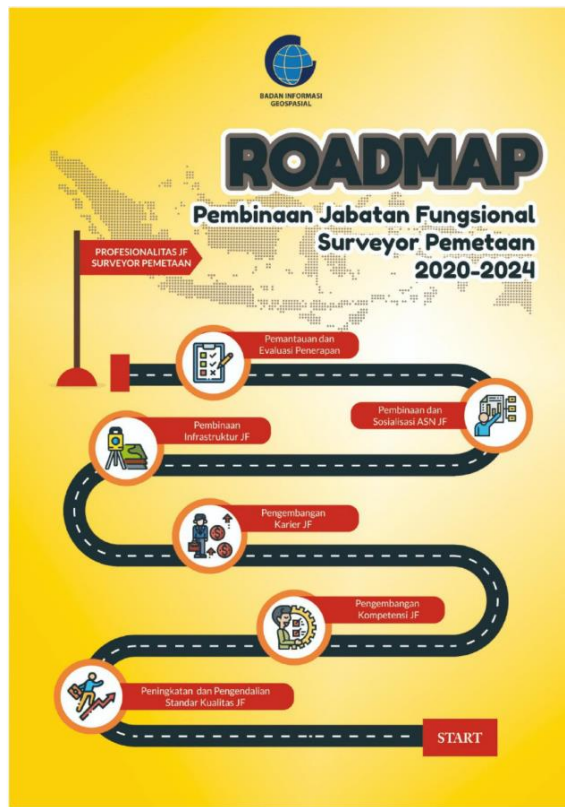 BADAN INFORMASI
GEOSPASIAL
ROADMAP
Pembinaan Jabatan Fungsional
Surveyor Pemetaan
2020-2024
PROFESIONALITAS JF
SURVEYOR PEMETAAN
Pemantauan dan
Evaluasi Penerapan
Pembinaan dan
Sosialisasi ASN JF
Pembinaan
Infrastruktur JF
Pengembangan
Karier JF
Pengembangan
Kompetensi JF
Peningkatan dan Pengendalian
Standar Kualitas JF
START